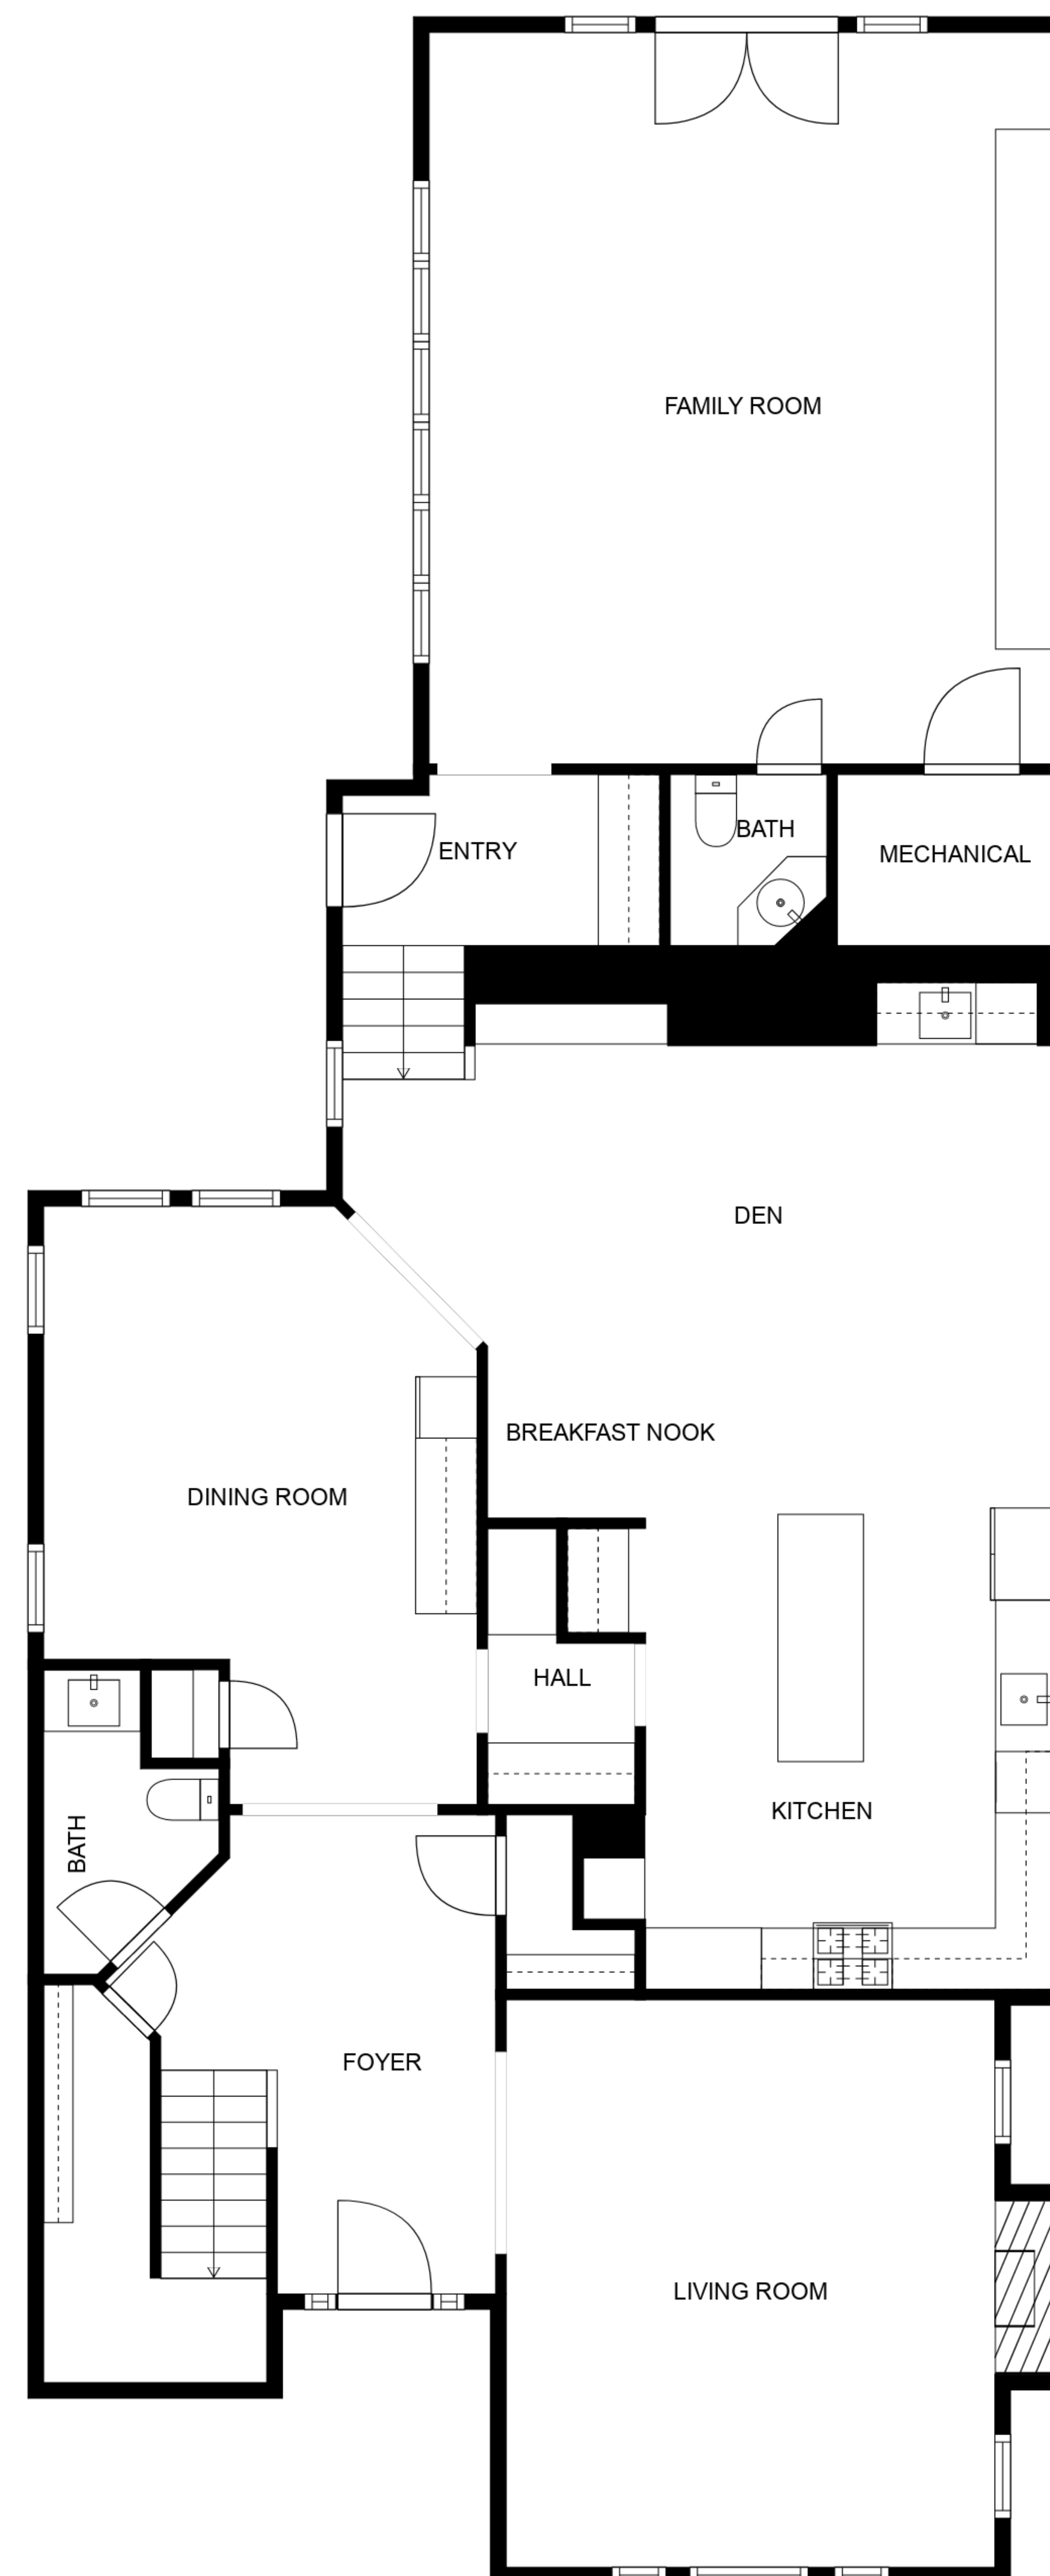 FAMILY ROOM
BATH
ENTRY
MECHANICAL
DEN
BREAKFAST NOOK
DINING ROOM
HALL
KITCHEN
BATH
FOYER
LIVING ROOM